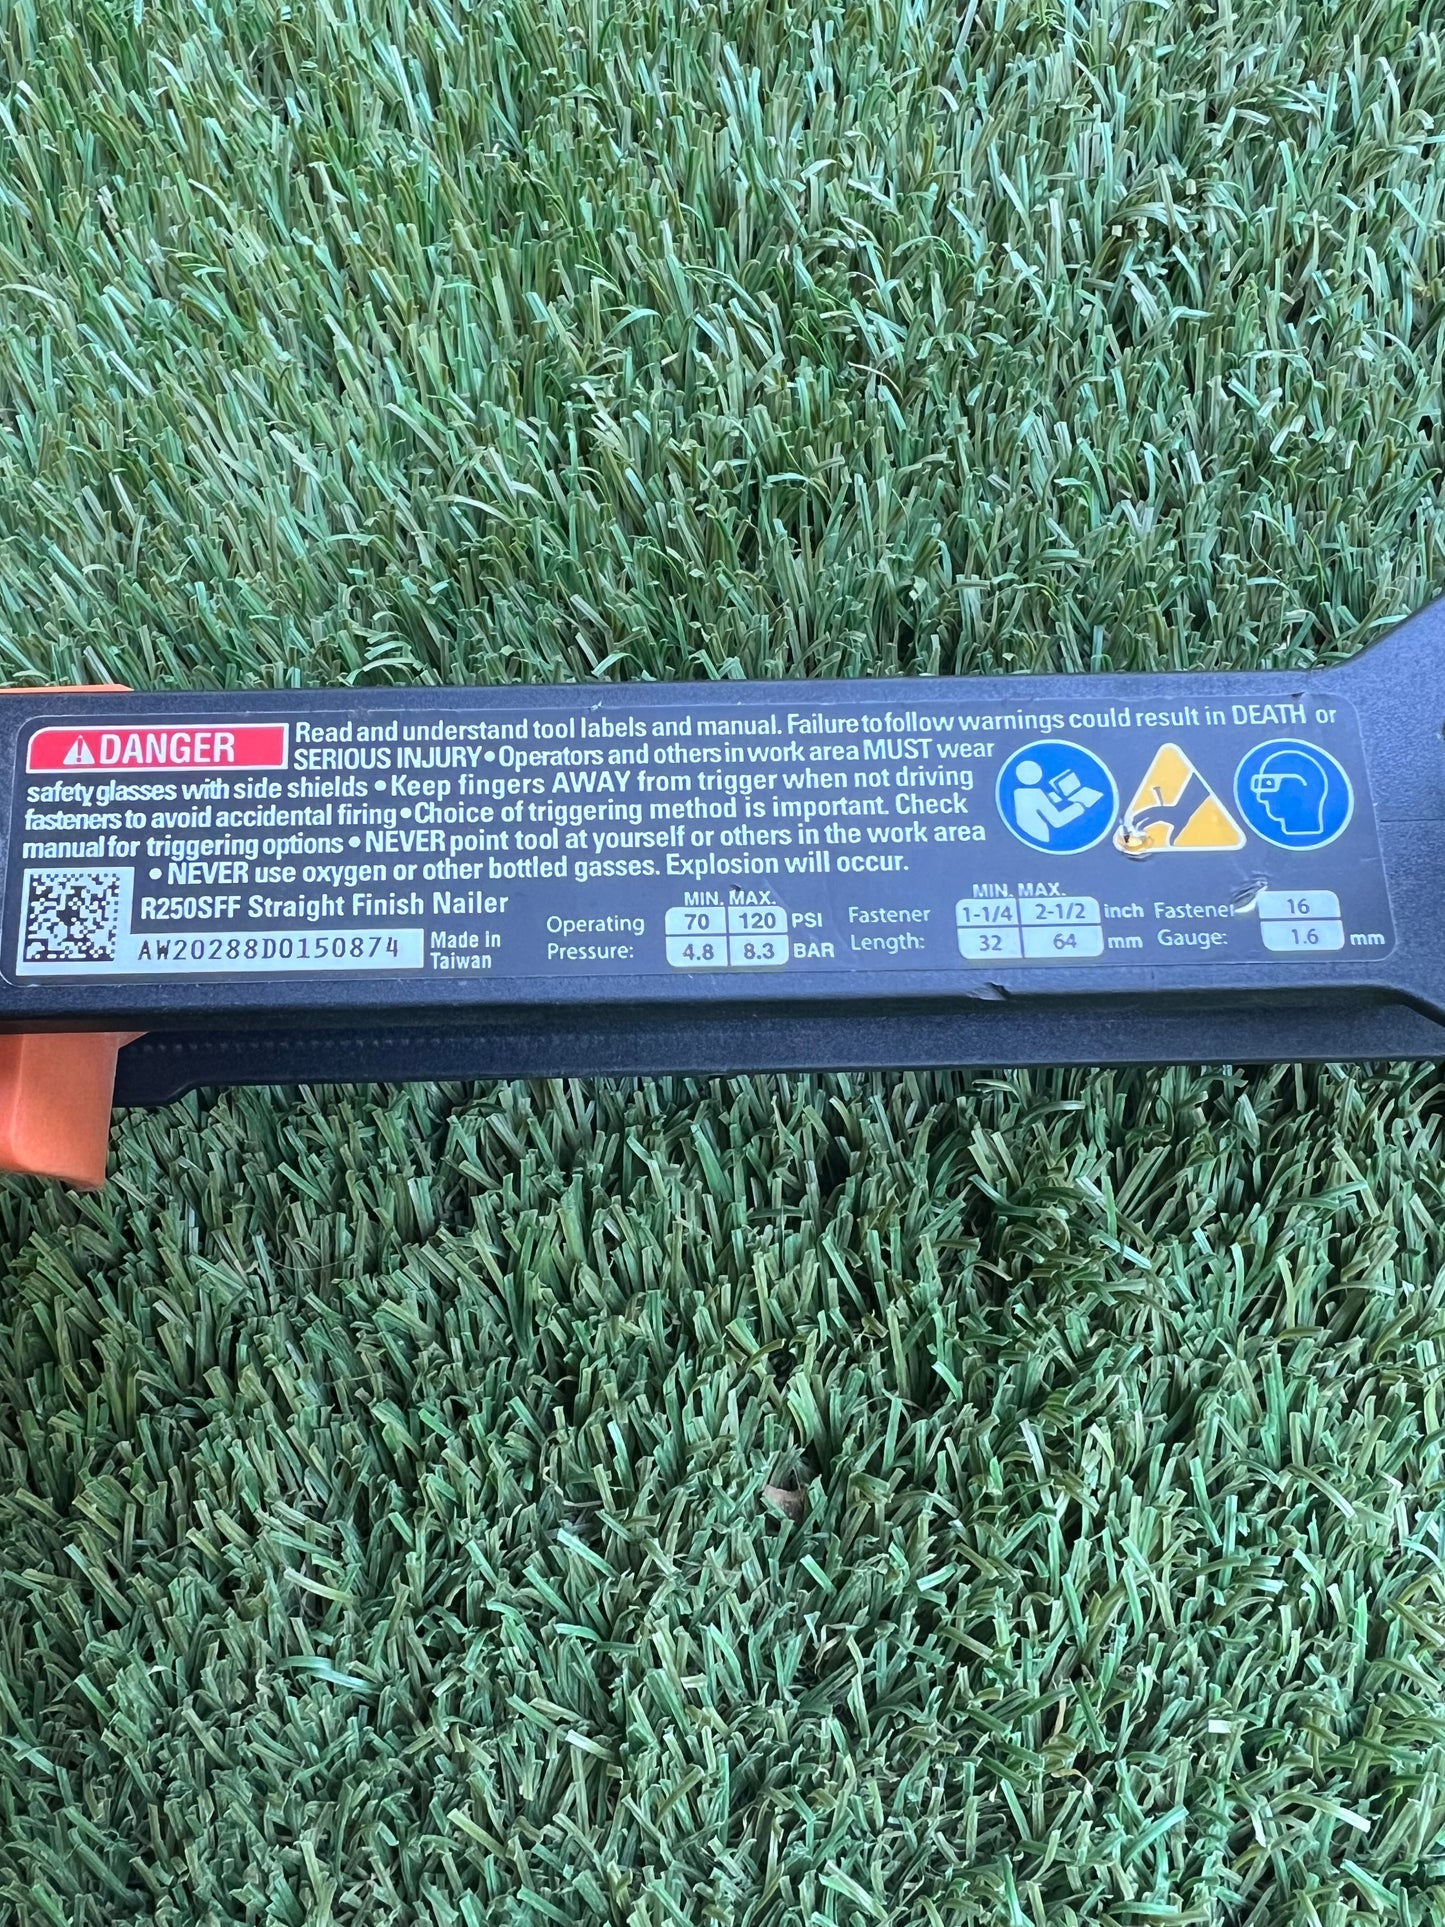 DANGER Read and understand tool labels and manual. Failure to follow warnings could result in DEATH or
SERIOUS INJURY • Operators and others in work area MUST wear
safety glasses with side shields • Keep fingers AWAY from trigger when not driving
fasteners to avoid accidental firing • Choice of triggering method is important. Check
manual for triggering options • NEVER point tool at yourself or others in the work area
• NEVER use oxygen or other bottled gasses. Explosion will occur.
R250SFF Straight Finish Nailer
AW20288D0150874
Made in
Taiwan
MIN. MAX.
Operating 70 120 PSI
Pressure: 4.8 8.3 BAR
MIN. MAX.
Fastener 1-1/4 2-1/2 inch
Length: 32 64 mm
Fastener 16
Gauge: 1.6 mm